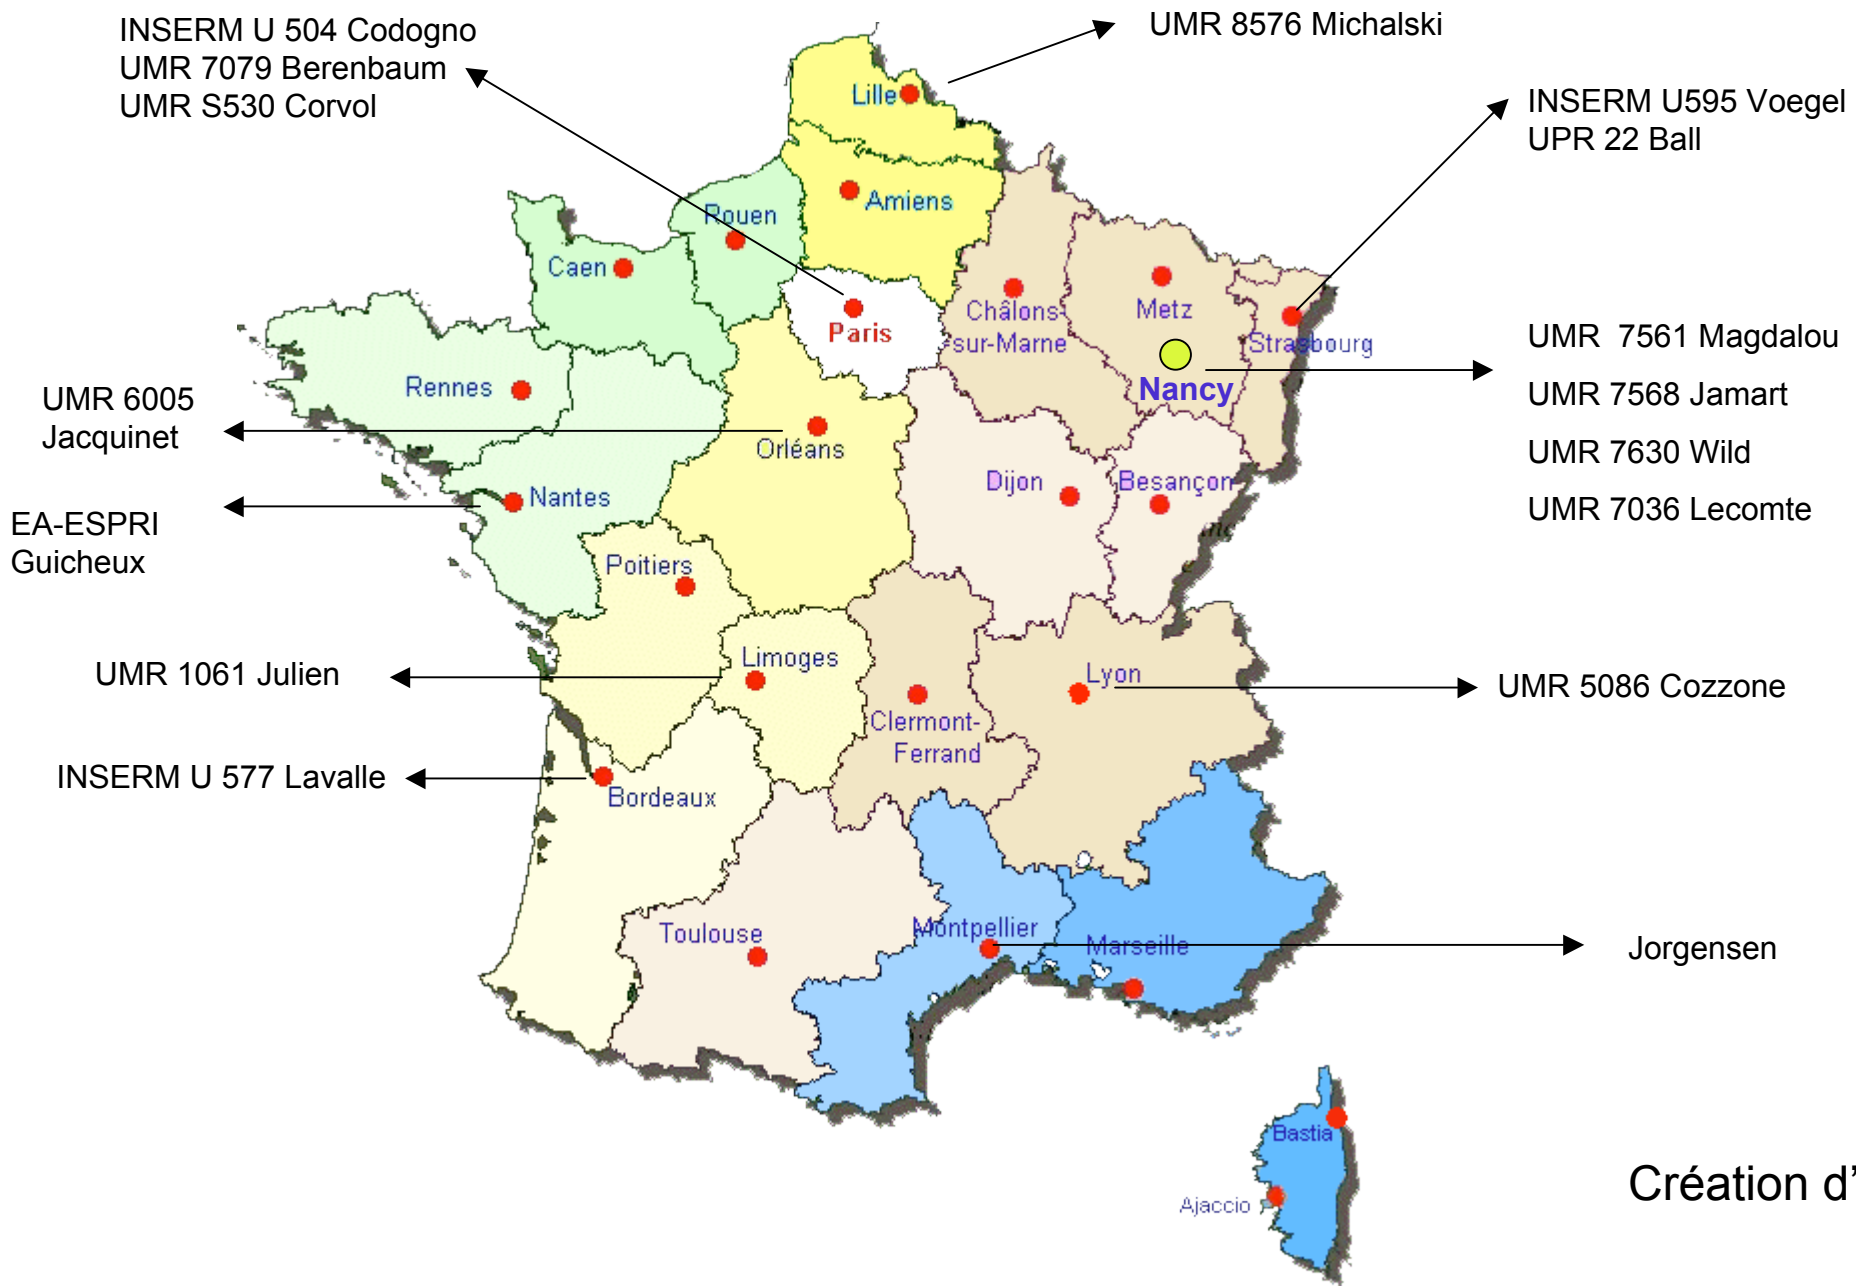 INSERM U 504 Codogno
UMR 7079 Berenbaum
UMR S530 Corvol
UMR 8576 Michalski
INSERM U595 Voegel
UPR 22 Ball
Lille
Amiens
Rouen
Caen
Paris
Châlons-
sur-Marne
Metz
Strasbourg
Nancy
UMR 7561 Magdalou
UMR 7568 Jamart
UMR 7630 Wild
UMR 7036 Lecomte
Rennes
UMR 6005
Jacquinet
Orléans
Nantes
Dijon
Besançon
EA-ESPRI
Guicheux
Poitiers
UMR 1061 Julien
Limoges
Clermont-
Ferrand
Lyon
UMR 5086 Cozzone
INSERM U 577 Lavalle
Bordeaux
Toulouse
Montpellier
Marseille
Jorgensen
Bastia
Ajaccio
Création d’